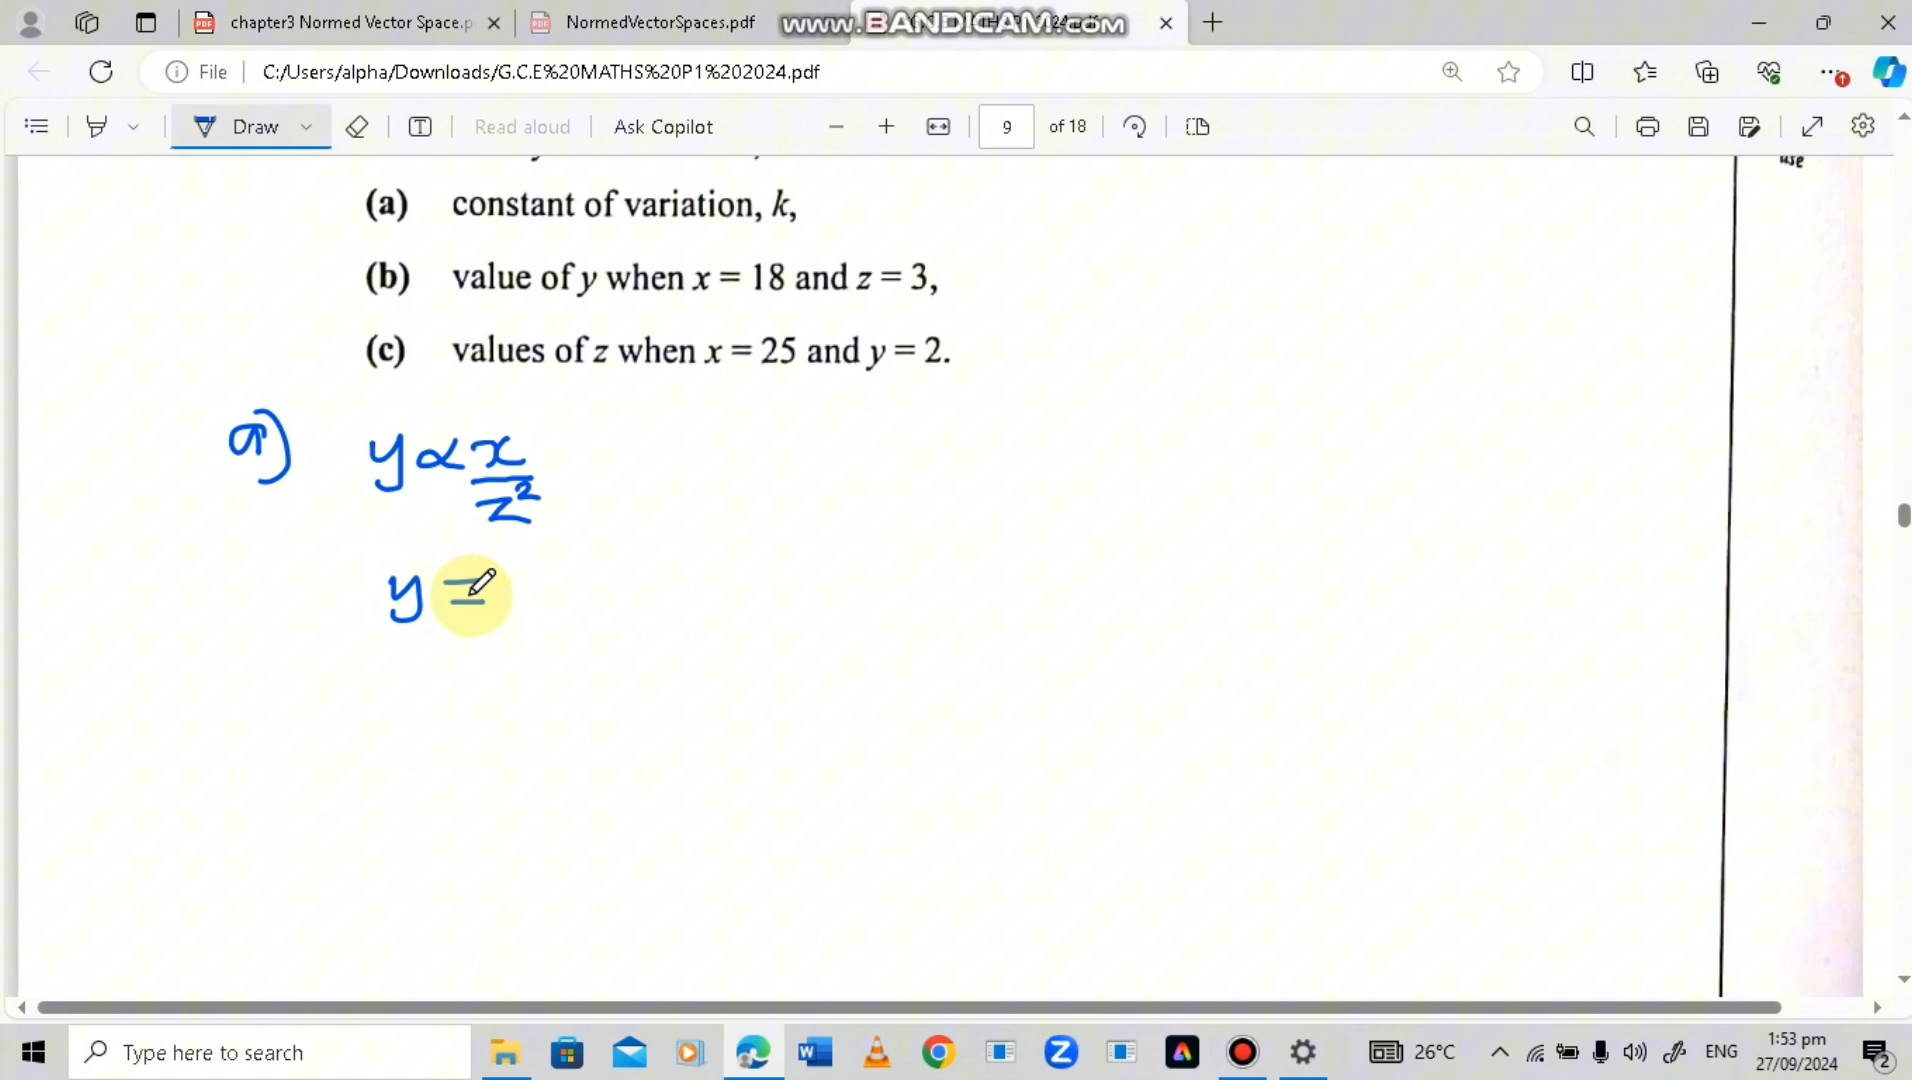 chapter3 Normed Vector Space.p
NormedVectorSpaces.pdf
www.BANDICAM.com
File
C:/Users/alpha/Downloads/G.C.E%20MATHS%20P1%202024.pdf
Draw
Read aloud
Ask Copilot
9
of 18
use
(a) constant of variation, k,
(b) value of y when x = 18 and z = 3,
(c) values of z when x = 25 and y = 2.
a) y ∝ x/z²
y =
Type here to search
26°C
ENG
1:53 pm
27/09/2024
2